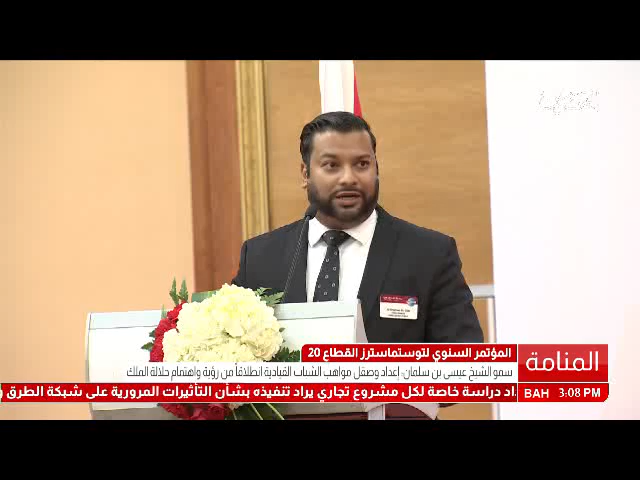 المؤتمر السنوي لتوستماسترز القطاع 20
المنامة
سمو الشيخ عيسى بن سلمان: إعداد وصقل مواهب الشباب القيادية انطلاقاً من رؤية واهتمام جلالة الملك
BAH 3:08 PM
داد دراسة خاصة لكل مشروع تجاري يراد تنفيذه بشأن التأثيرات المرورية على شبكة الطرق و